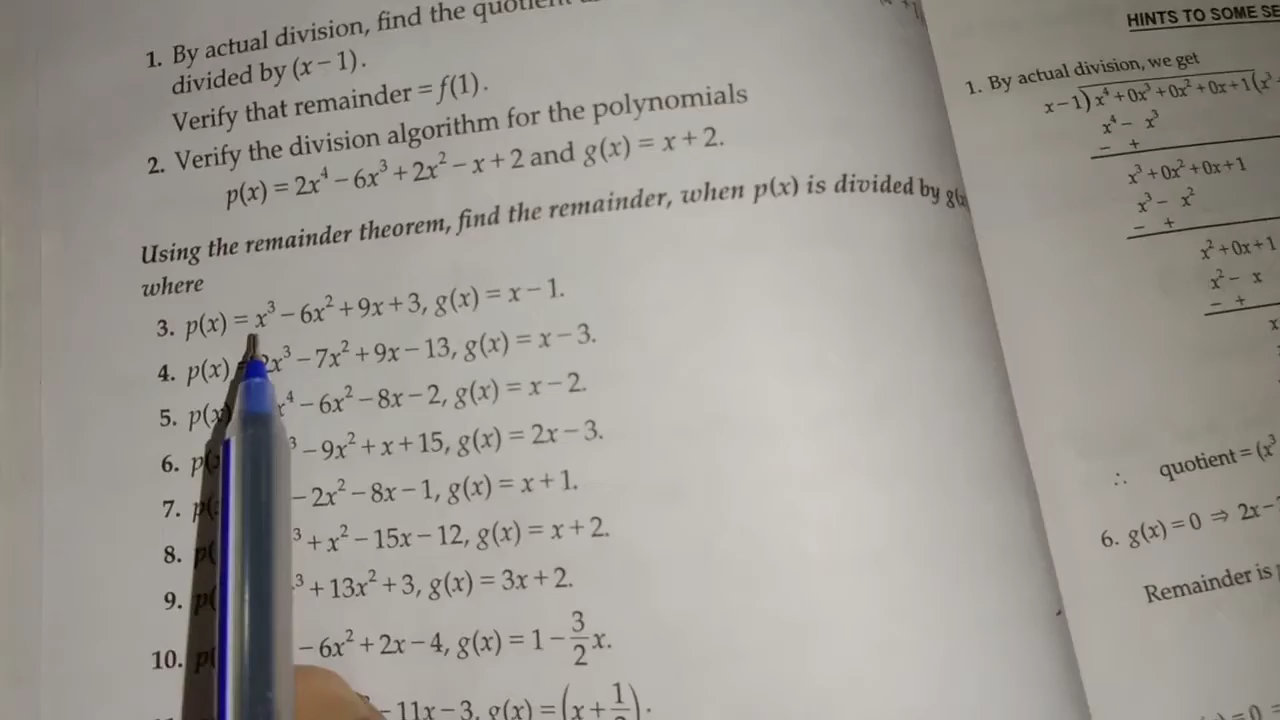 1. By actual division, find the quotient
divided by (x − 1).
Verify that remainder = f(1).
2. Verify the division algorithm for the polynomials
p(x) = 2x⁴ − 6x³ + 2x² − x + 2 and g(x) = x + 2.
Using the remainder theorem, find the remainder, when p(x) is divided by
where
3. p(x) = x³ − 6x² + 9x + 3, g(x) = x − 1.
4. p(x) = 2x³ − 7x² + 9x − 13, g(x) = x − 3.
5. p(x) − 6x² − 8x − 2, g(x) = x − 2.
6. − 9x² + x + 15, g(x) = 2x − 3.
7. − 2x² − 8x − 1, g(x) = x + 1.
8. + x² − 15x − 12, g(x) = x + 2.
9. + 13x² + 3, g(x) = 3x + 2.
10. − 6x² + 2x − 4, g(x) = 1 − 3/2 x.
− 11x − 3, g(x) =
HINTS TO SOME
1. By actual division, we get
x − 1) x⁴ + 0x³ + 0x² + 0x + 1 (x³
x⁴ − x³
− +
x³ + 0x² + 0x + 1
x³ − x²
− +
x² + 0x + 1
x² − x
− +
x
∴ quotient = (x³
6. g(x) = 0 ⇒ 2x −
Remainder is